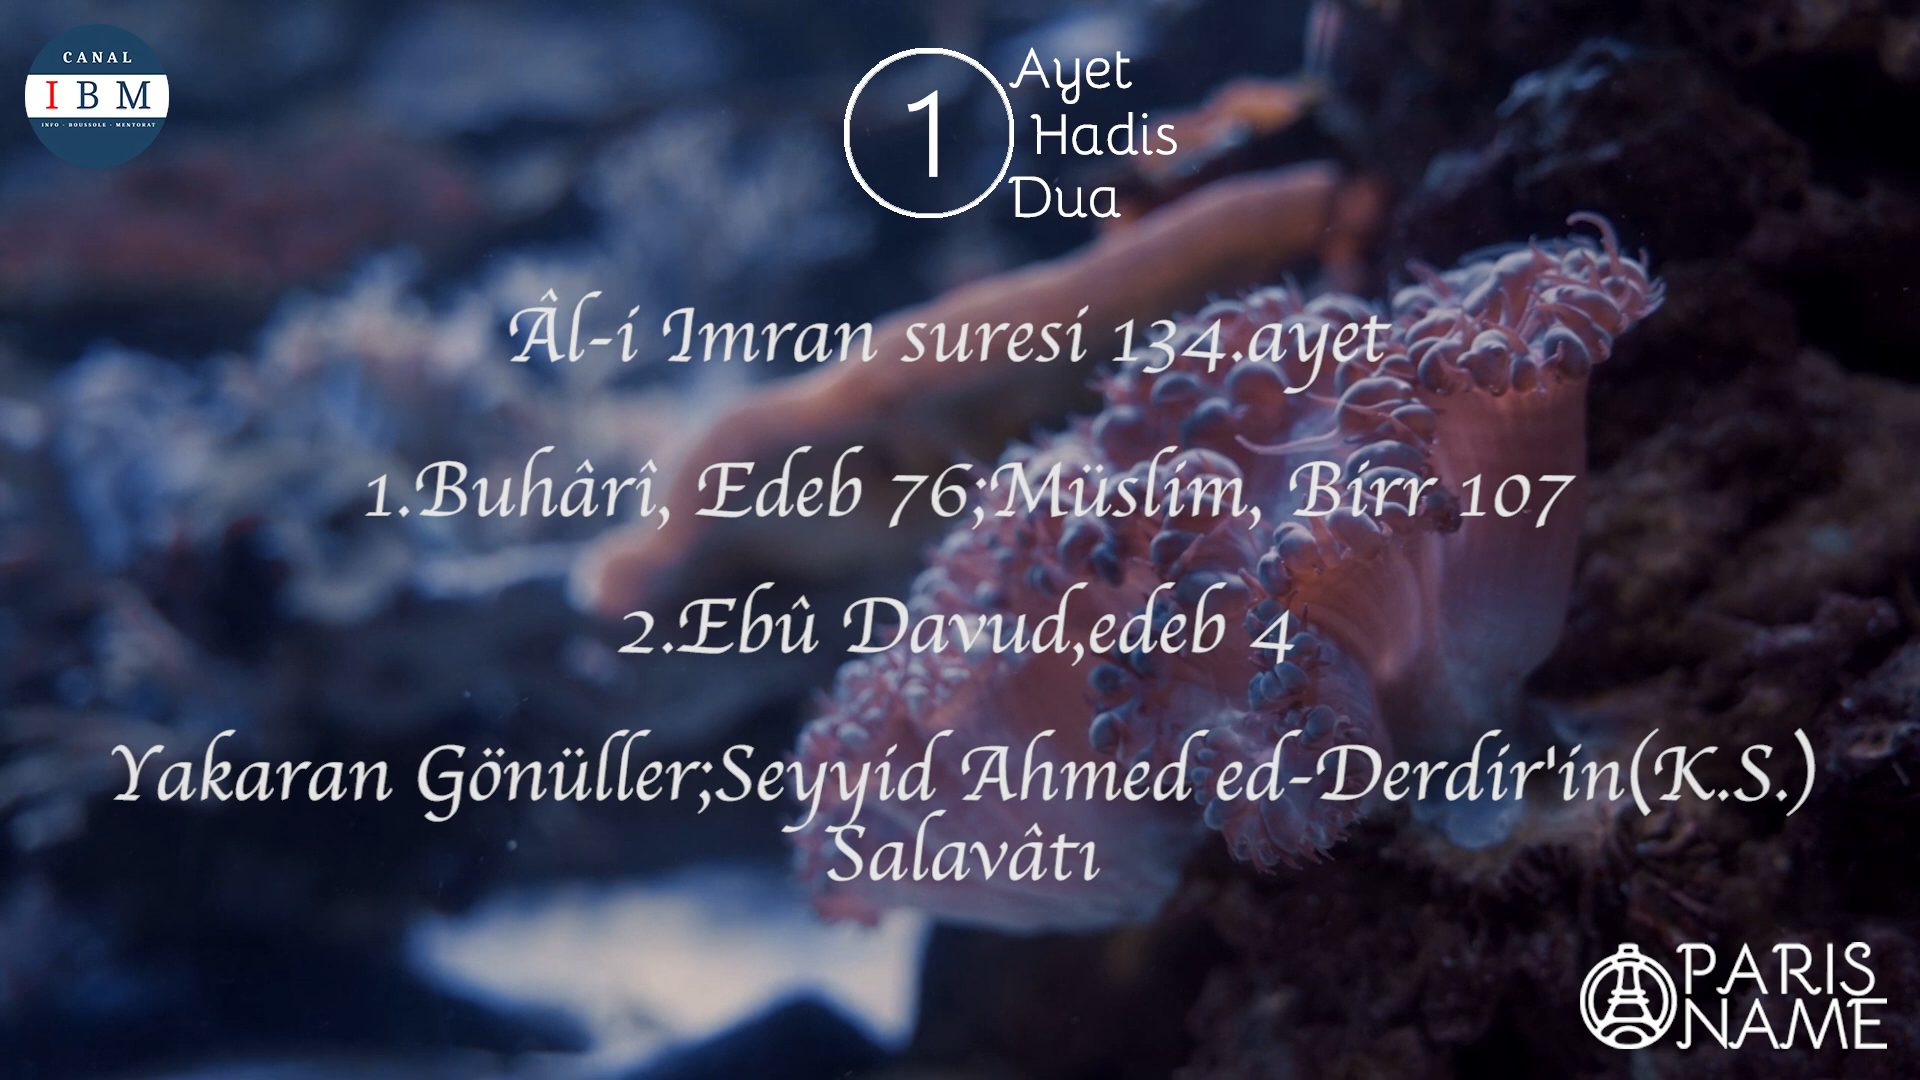 CANAL
IBM
INFO - BOUSSOLE - MENTORAT
1
Ayet
Hadis
Dua
Âl-i Imran suresi 134.ayet
1.Buhârî, Edeb 76;Müslim, Birr 107
2.Ebû Davud,edeb 4
Yakaran Gönüller;Seyyid Ahmed ed-Derdir'in(K.S.)
Salavâtı
PARIS
NAME